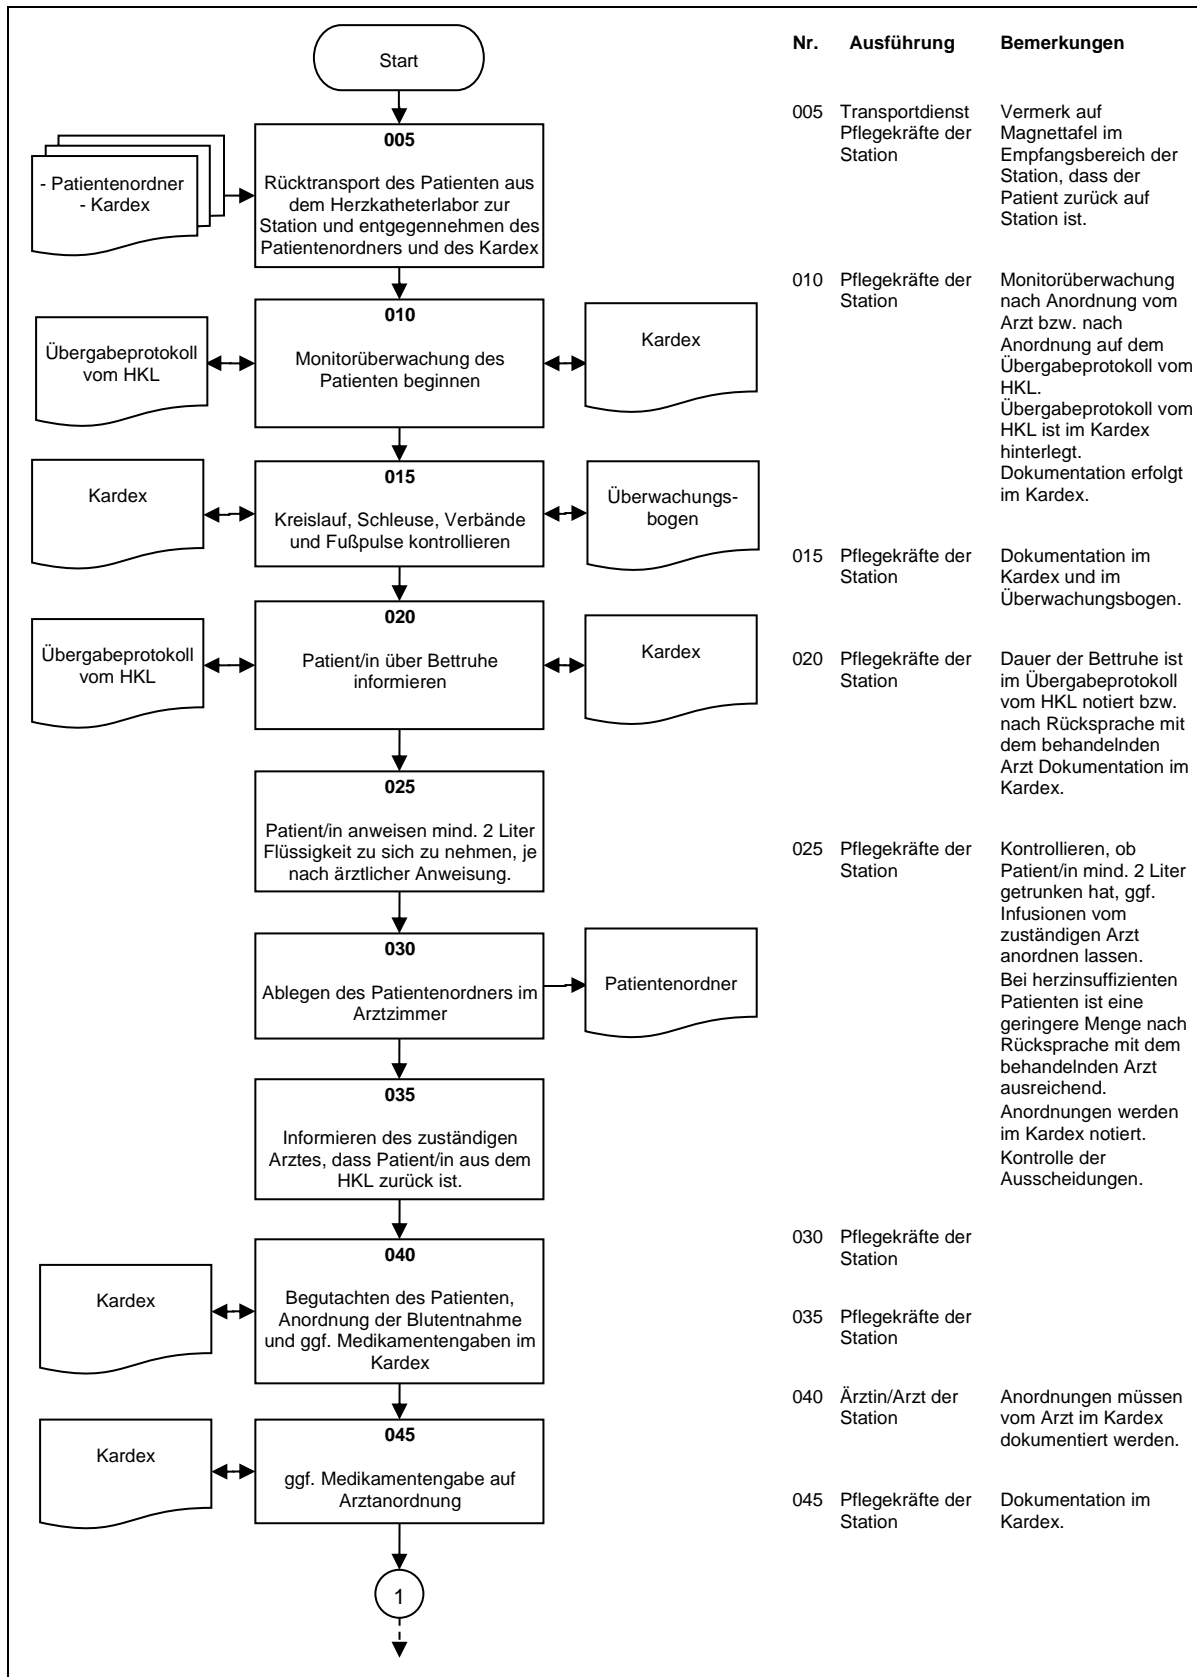 Start
005
Rücktransport des Patienten aus
dem Herzkatheterlabor zur
Station und entgegennehmen des
Patientenordners und des Kardex
- Patientenordner
- Kardex
010
Monitorüberwachung des
Patienten beginnen
Übergabeprotokoll
vom HKL
Kardex
015
Kreislauf, Schleuse, Verbände
und Fußpulse kontrollieren
Kardex
Überwachungs-
bogen
020
Patient/in über Bettruhe
informieren
Übergabeprotokoll
vom HKL
Kardex
025
Patient/in anweisen mind. 2 Liter
Flüssigkeit zu sich zu nehmen, je
nach ärztlicher Anweisung.
030
Ablegen des Patientenordners im
Arztzimmer
Patientenordner
035
Informieren des zuständigen
Arztes, dass Patient/in aus dem
HKL zurück ist.
040
Begutachten des Patienten,
Anordnung der Blutentnahme
und ggf. Medikamentengaben im
Kardex
Kardex
045
ggf. Medikamentengabe auf
Arztanordnung
Kardex
1
Nr. Ausführung Bemerkungen
005 Transportdienst
Pflegekräfte der
Station
Vermerk auf
Magnettafel im
Empfangsbereich der
Station, dass der
Patient zurück auf
Station ist.
010 Pflegekräfte der
Station
Monitorüberwachung
nach Anordnung vom
Arzt bzw. nach
Anordnung auf dem
Übergabeprotokoll vom
HKL.
Übergabeprotokoll vom
HKL ist im Kardex
hinterlegt.
Dokumentation erfolgt
im Kardex.
015 Pflegekräfte der
Station
Dokumentation im
Kardex und im
Überwachungsbogen.
020 Pflegekräfte der
Station
Dauer der Bettruhe ist
im Übergabeprotokoll
vom HKL notiert bzw.
nach Rücksprache mit
dem behandelnden
Arzt Dokumentation im
Kardex.
025 Pflegekräfte der
Station
Kontrollieren, ob
Patient/in mind. 2 Liter
getrunken hat, ggf.
Infusionen vom
zuständigen Arzt
anordnen lassen.
Bei herzinsuffizienten
Patienten ist eine
geringere Menge nach
Rücksprache mit dem
behandelnden Arzt
ausreichend.
Anordnungen werden
im Kardex notiert.
Kontrolle der
Ausscheidungen.
030 Pflegekräfte der
Station
035 Pflegekräfte der
Station
040 Ärztin/Arzt der
Station
Anordnungen müssen
vom Arzt im Kardex
dokumentiert werden.
045 Pflegekräfte der
Station
Dokumentation im
Kardex.